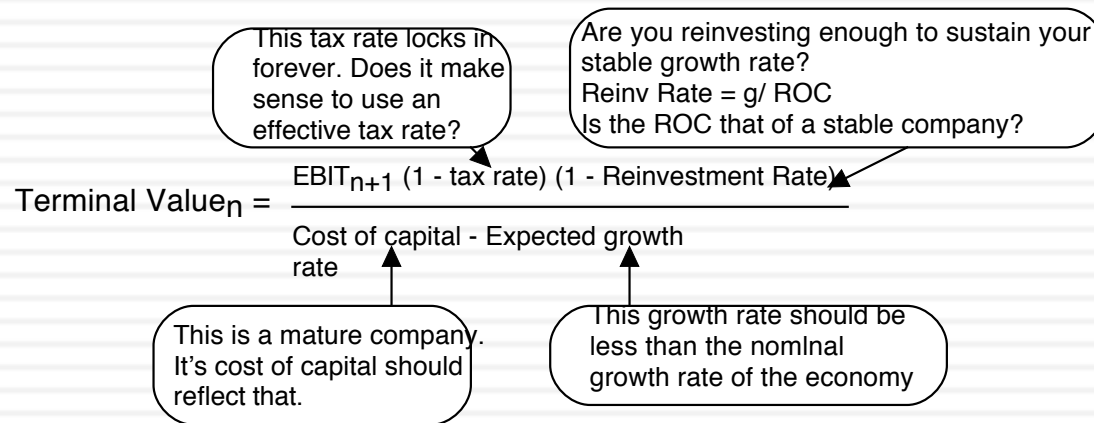 This tax rate locks in
forever. Does it make
sense to use an
effective tax rate?
Are you reinvesting enough to sustain your
stable growth rate?
Reinv Rate = g/ ROC
Is the ROC that of a stable company?
Terminal Valuen =
EBITn+1 (1 - tax rate) (1 - Reinvestment Rate)
Cost of capital - Expected growth
rate
This is a mature company.
It's cost of capital should
reflect that.
This growth rate should be
less than the nomInal
growth rate of the economy